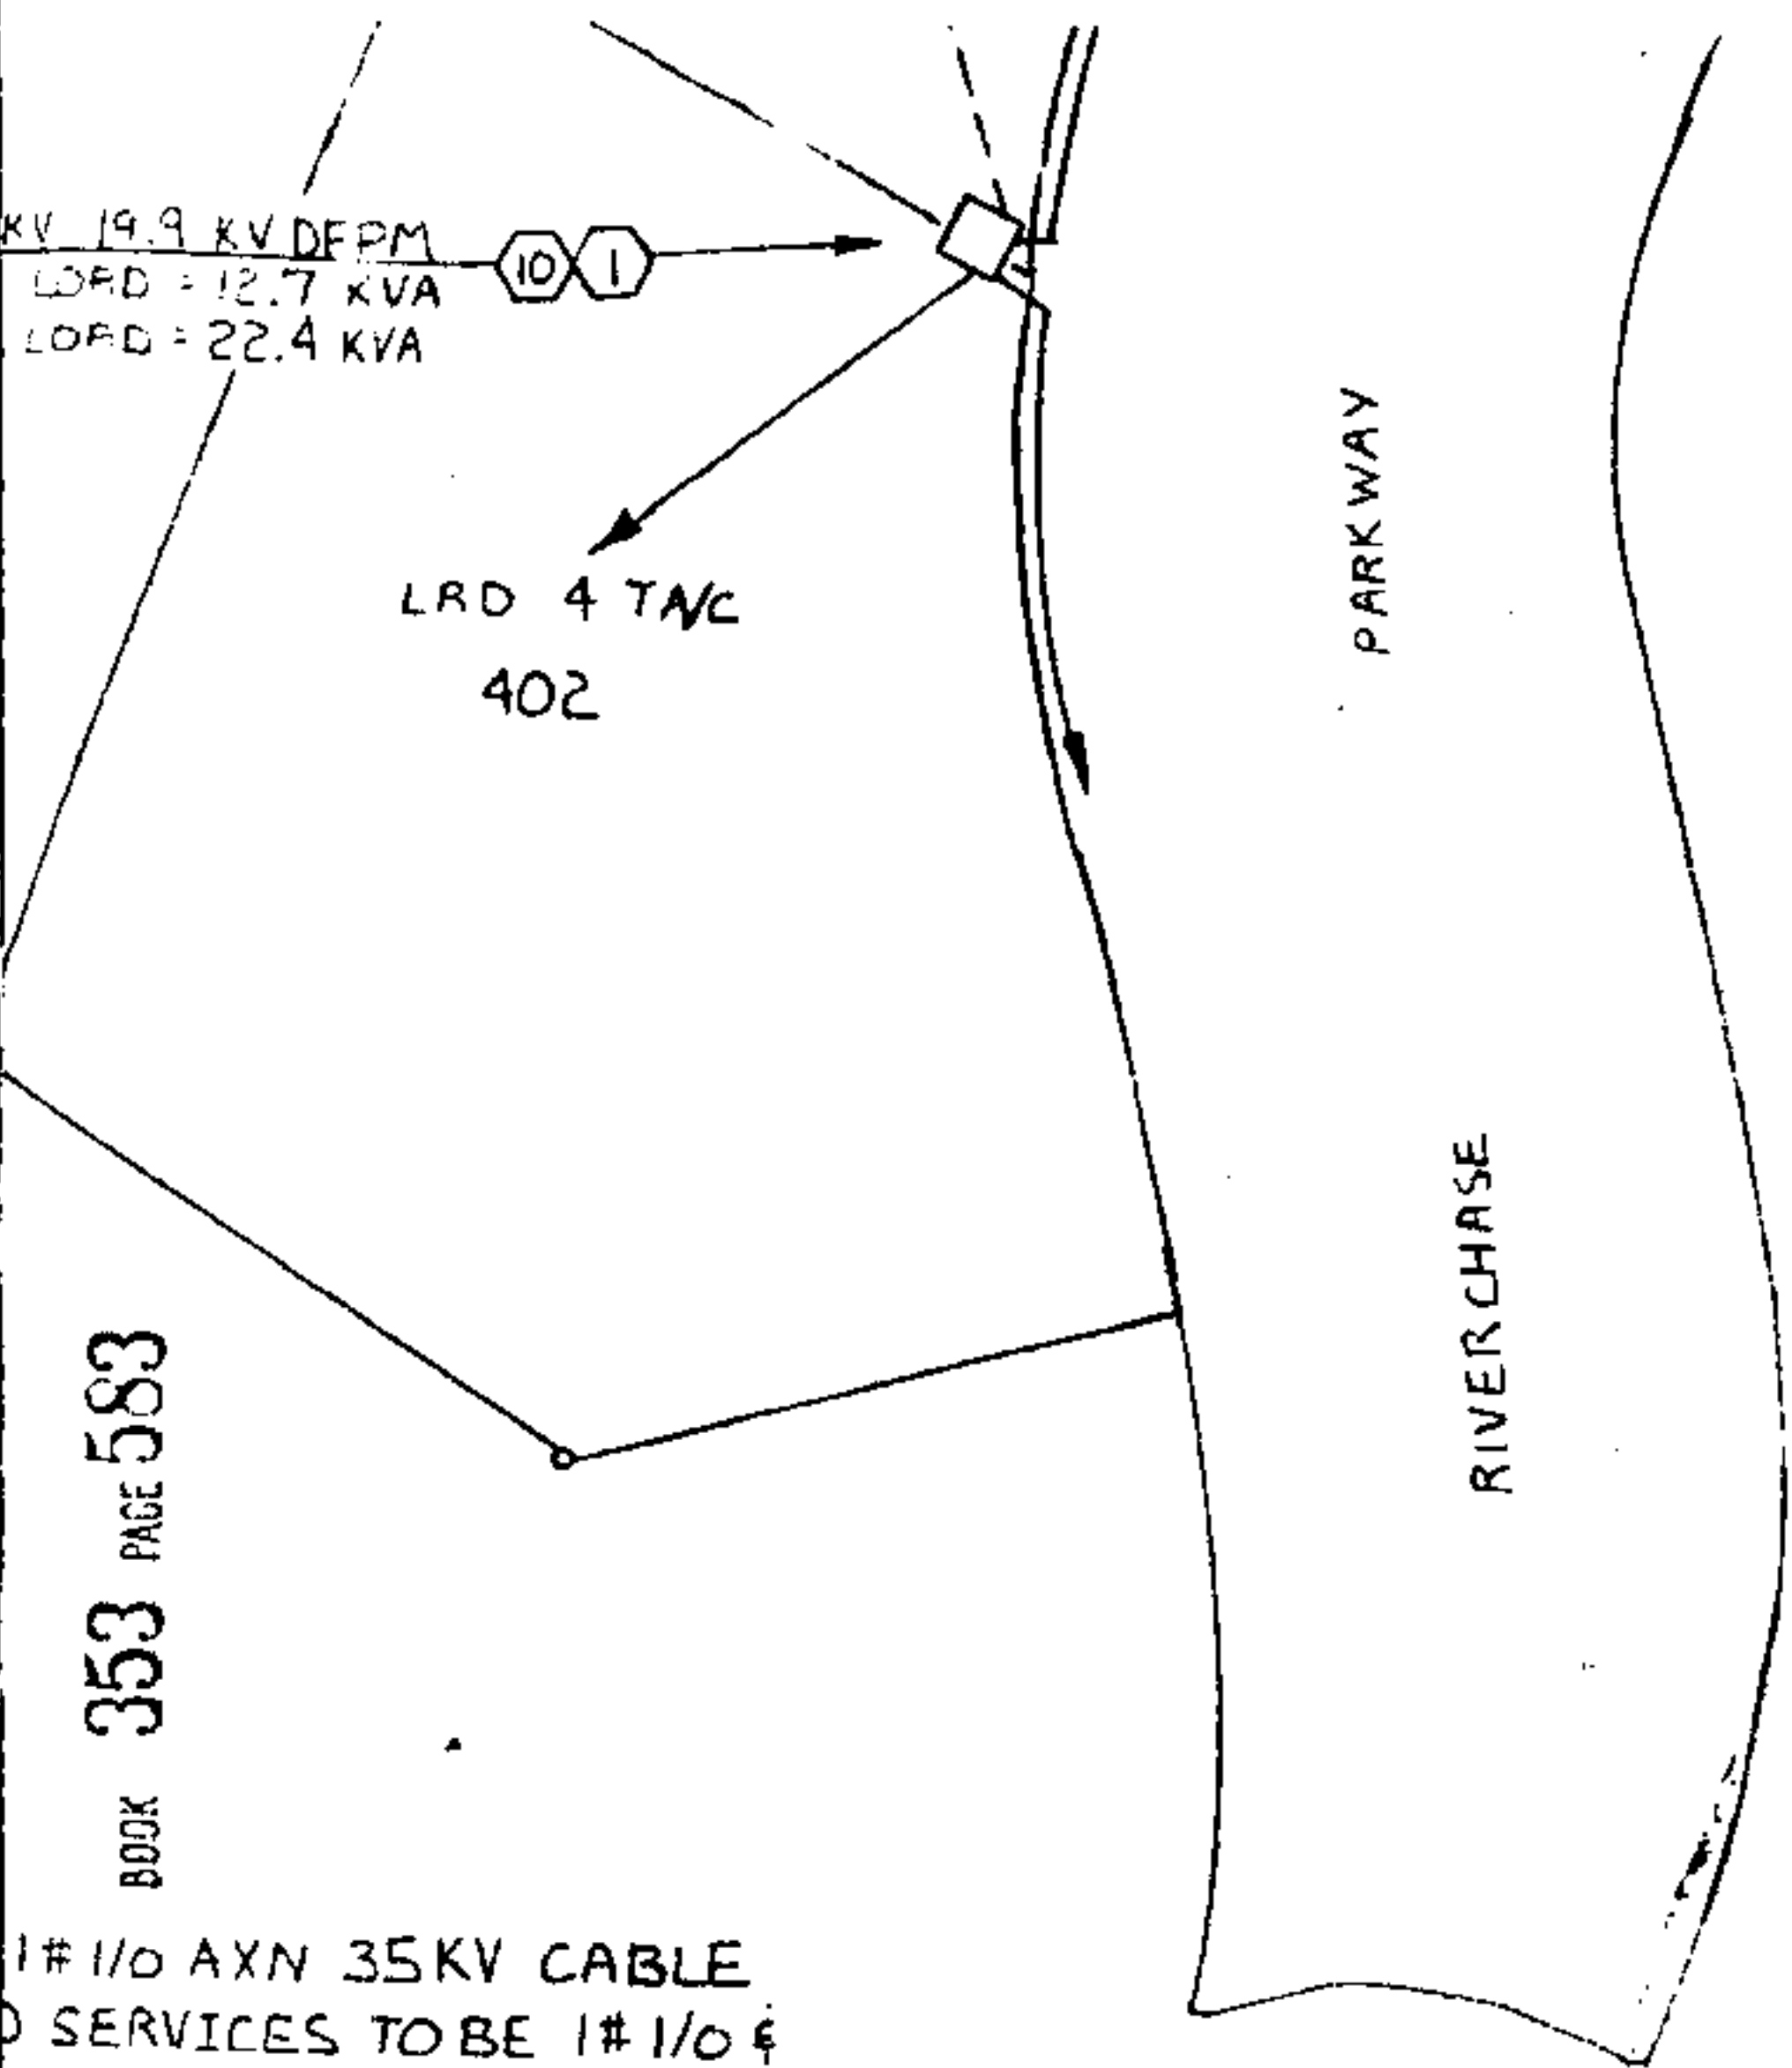 KV 19.9 KV DFPM
LOAD = 12.7 KVA
LOAD = 22.4 KVA
10 1
LRD 4 TNC
402
PARKWAY
RIVERCHASE
BOOK 353 PAGE 583
1#1/0 AXN 35KV CABLE
D SERVICES TO BE 1#1/0 &